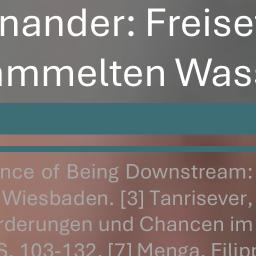 nander: Freise
ammelten Wass
nce of Being Downstream:
Wiesbaden. [3] Tanrisever,
rderungen und Chancen im
S. 103-132. [7] Menga, Filipp